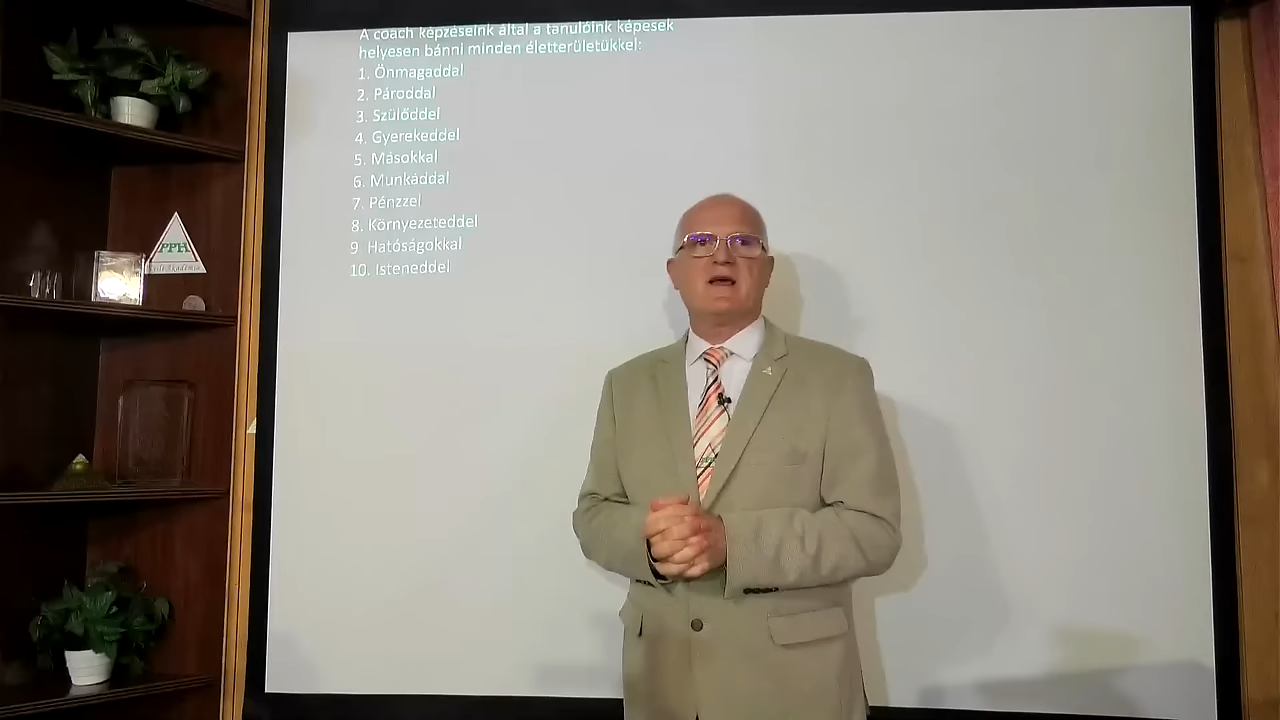 A coach képzéseink által a tanulóink képesek
helyesen bánni minden életterületükkel:
1. Önmagaddal
2. Pároddal
3. Szülőddel
4. Gyerekeddel
5. Másokkal
6. Munkáddal
7. Pénzzel
8. Környezeteddel
9 Hatóságokkal
10. Isteneddel
PPH
Akadémia